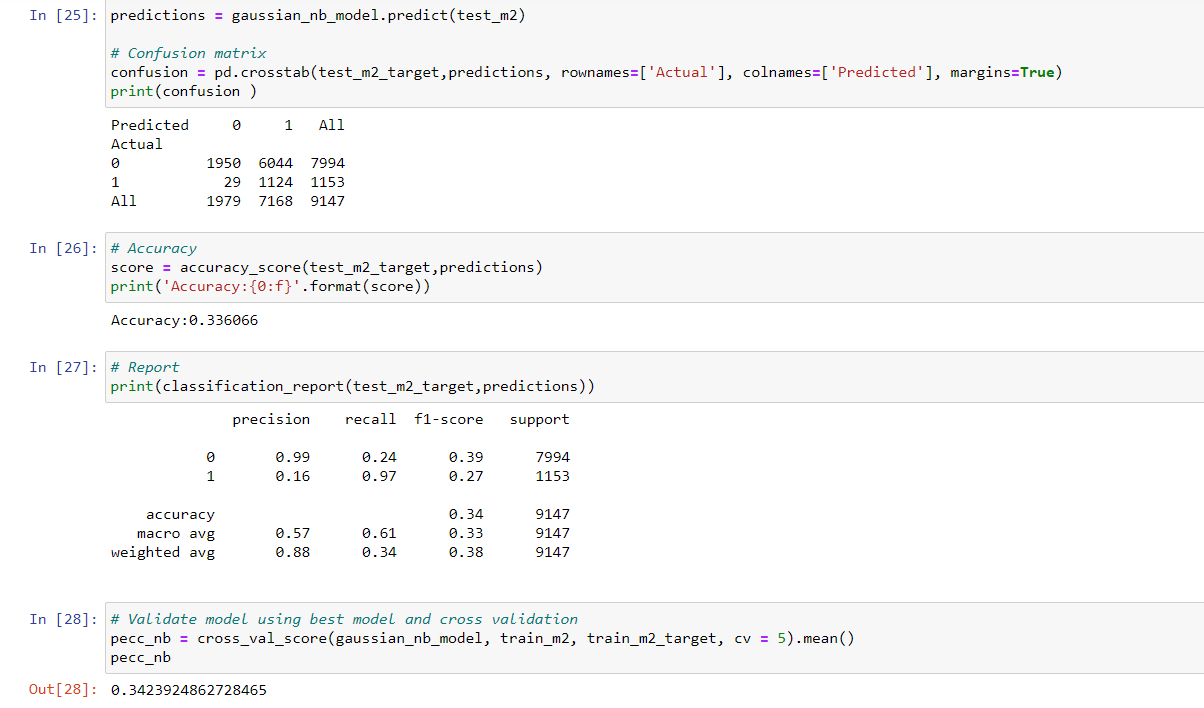 In [25]: predictions = gaussian_nb_model.predict(test_m2)
# Confusion matrix
confusion = pd.crosstab(test_m2_target,predictions, rownames=['Actual'], colnames=['Predicted'], margins=True)
print(confusion )
Predicted 0 1 All
Actual
0 1950 6044 7994
1 29 1124 1153
All 1979 7168 9147
In [26]: # Accuracy
score = accuracy_score(test_m2_target,predictions)
print('Accuracy:{0:f}'.format(score))
Accuracy:0.336066
In [27]: # Report
print(classification_report(test_m2_target,predictions))
precision recall f1-score support
0 0.99 0.24 0.39 7994
1 0.16 0.97 0.27 1153
accuracy 0.34 9147
macro avg 0.57 0.61 0.33 9147
weighted avg 0.88 0.34 0.38 9147
In [28]: # Validate model using best model and cross validation
pecc_nb = cross_val_score(gaussian_nb_model, train_m2, train_m2_target, cv = 5).mean()
pecc_nb
Out[28]: 0.3423924862728465